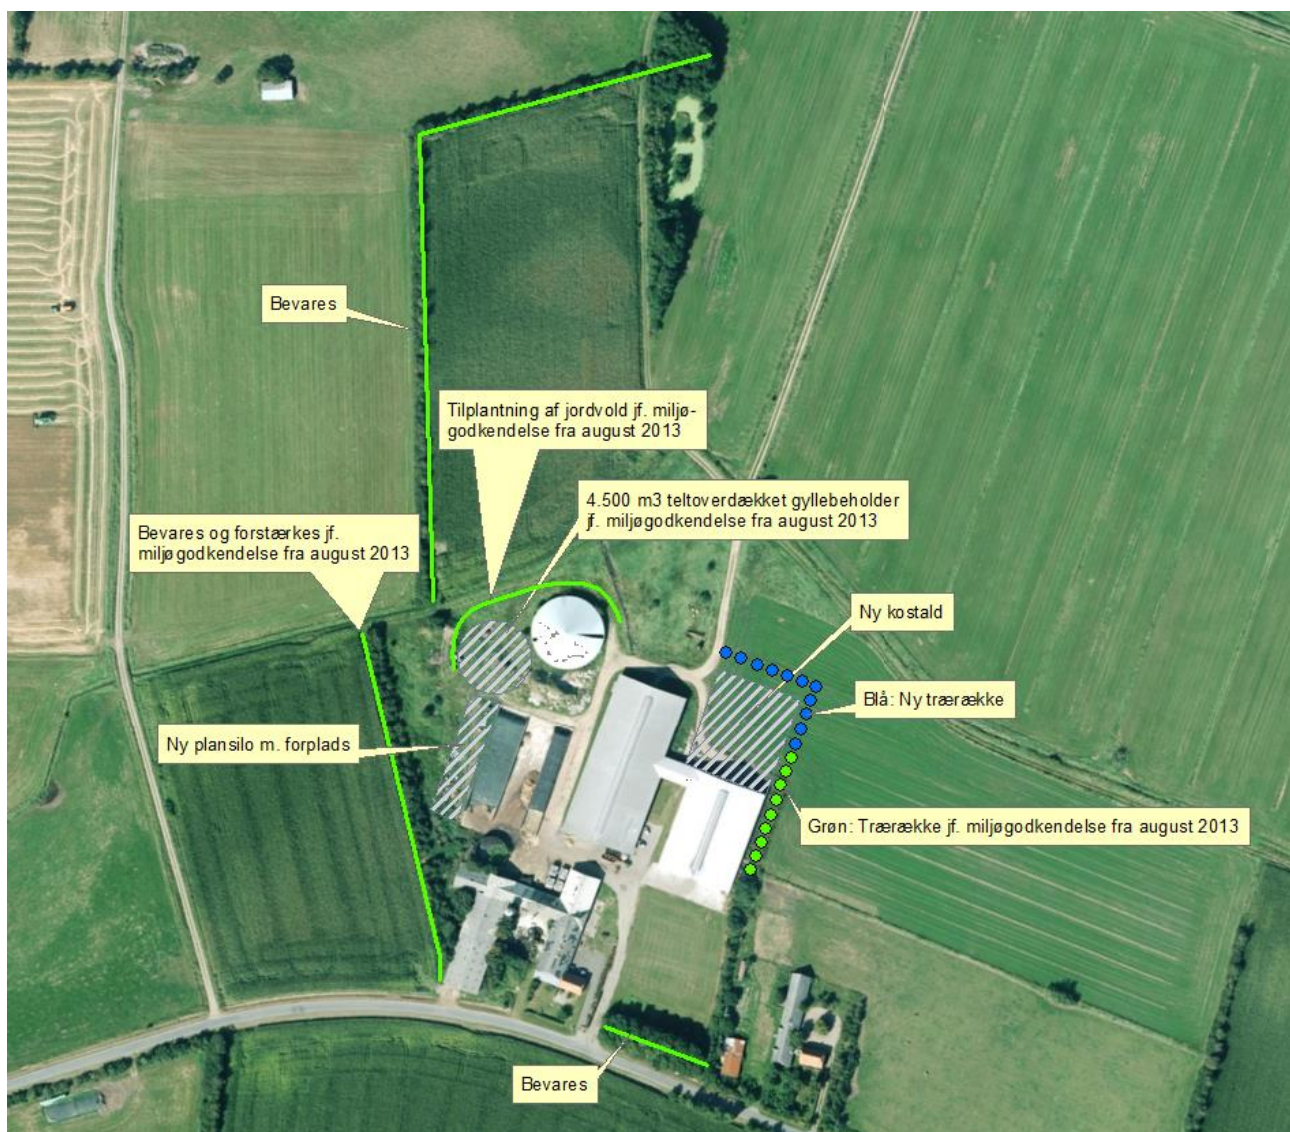 Bevares
Tilplantning af jordvold jf. miljø-
godkendelse fra august 2013
4.500 m3 teltoverdækket gyllebeholder
jf. miljøgodkendelse fra august 2013
Bevares og forstærkes jf.
miljøgodkendelse fra august 2013
Ny kostald
Blå: Ny trærække
Ny plansilo m. forplads
Grøn: Trærække jf. miljøgodkendelse fra august 2013
Bevares